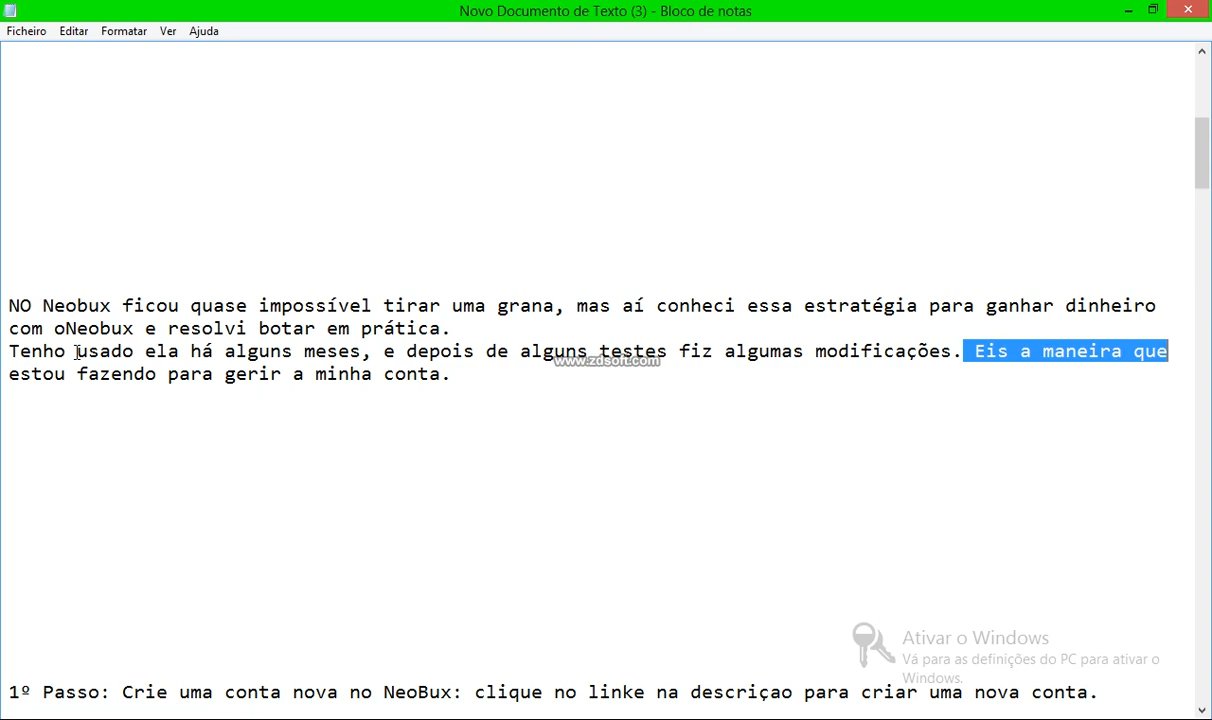 Novo Documento de Texto (3) - Bloco de notas
Ficheiro Editar Formatar Ver Ajuda
NO Neobux ficou quase impossível tirar uma grana, mas aí conheci essa estratégia para ganhar dinheiro
com oNeobux e resolvi botar em prática.
Tenho usado ela há alguns meses, e depois de alguns testes fiz algumas modificações. Eis a maneira que
www.zdsoft.com
estou fazendo para gerir a minha conta.
Ativar o Windows
Vá para as definições do PC para ativar o
Windows.
1º Passo: Crie uma conta nova no NeoBux: clique no linke na descriçao para criar uma nova conta.